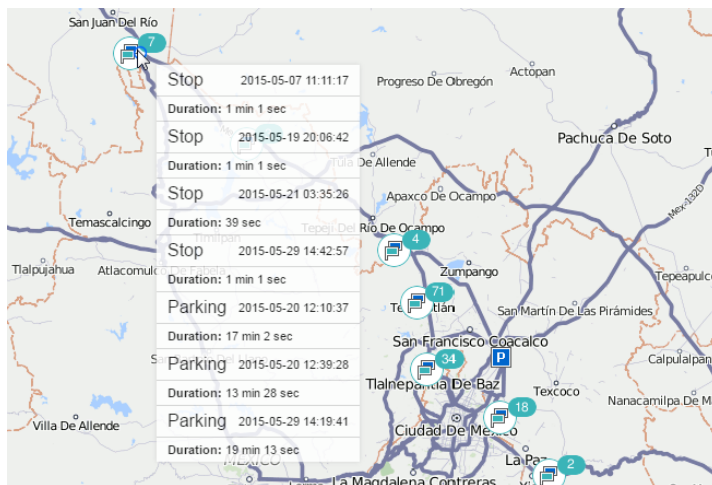 San Juan Del Río
7
Stop 2015-05-07 11:11:17
Duration: 1 min 1 sec
Stop 2015-05-19 20:06:42
Duration: 1 min 1 sec
Stop 2015-05-21 03:35:26
Duration: 39 sec
Stop 2015-05-29 14:42:57
Duration: 1 min 1 sec
Parking 2015-05-20 12:10:37
Duration: 17 min 2 sec
Parking 2015-05-20 12:39:28
Duration: 13 min 28 sec
Parking 2015-05-29 14:19:41
Duration: 19 min 13 sec
Actopan
Progreso De Obregón
Pachuca De Soto
Tula De Allende
Apaxco De Ocampo
Mex-132D
Temascalcingo
Timilpan
Tepeji Del Río De Ocampo
4
Tlalpujahua
Atlacomulco De Fabela
Zumpango
Tepeapulco
71
San Martín De Las Pirámides
San Francisco Coacalco
P
Calpulalpan
34
Tlalnepantla De Baz
Texcoco
Nanacamilpa De M
18
Villa De Allende
Ciudad De México
La Paz
2
MÉXICO
La Magdalena Contreras